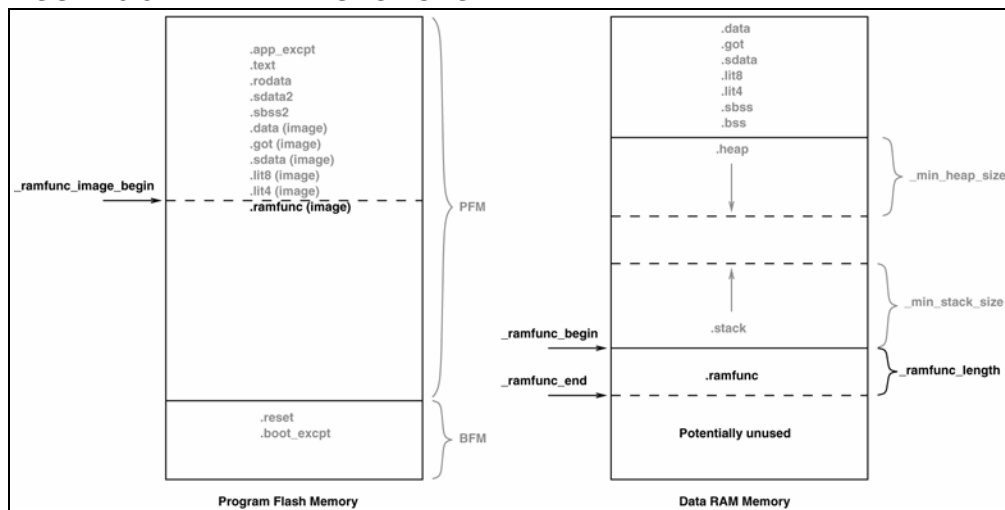 .app_excpt
.text
.rodata
.sdata2
.sbss2
.data (image)
.got (image)
.sdata (image)
.lit8 (image)
.lit4 (image)
.ramfunc (image)
_ramfunc_image_begin
PFM
.reset
.boot_excpt
BFM
Program Flash Memory
.data
.got
.sdata
.lit8
.lit4
.sbss
.bss
.heap
_min_heap_size
_min_stack_size
.stack
_ramfunc_begin
.ramfunc
_ramfunc_length
_ramfunc_end
Potentially unused
Data RAM Memory